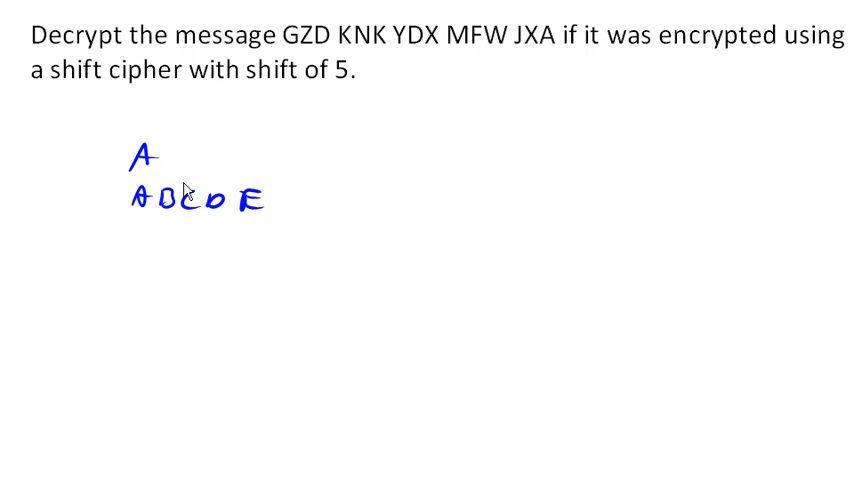 Decrypt the message GZD KNK YDX MFW JXA if it was encrypted using
a shift cipher with shift of 5.
A
A B C D E